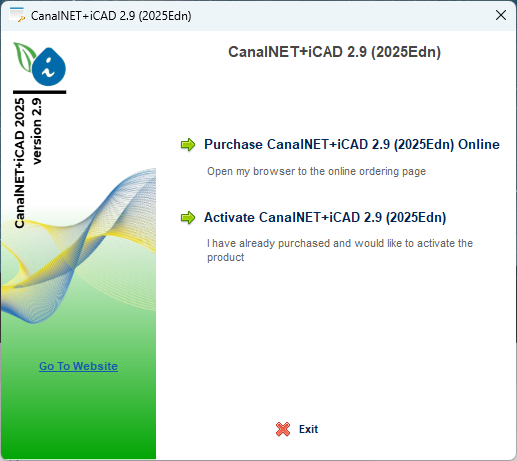 CanalNET+iCAD 2.9 (2025Edn)
CanalNET+iCAD 2025
version 2.9
Go To Website
CanalNET+iCAD 2.9 (2025Edn)
Purchase CanalNET+iCAD 2.9 (2025Edn) Online
Open my browser to the online ordering page
Activate CanalNET+iCAD 2.9 (2025Edn)
I have already purchased and would like to activate the
product
Exit